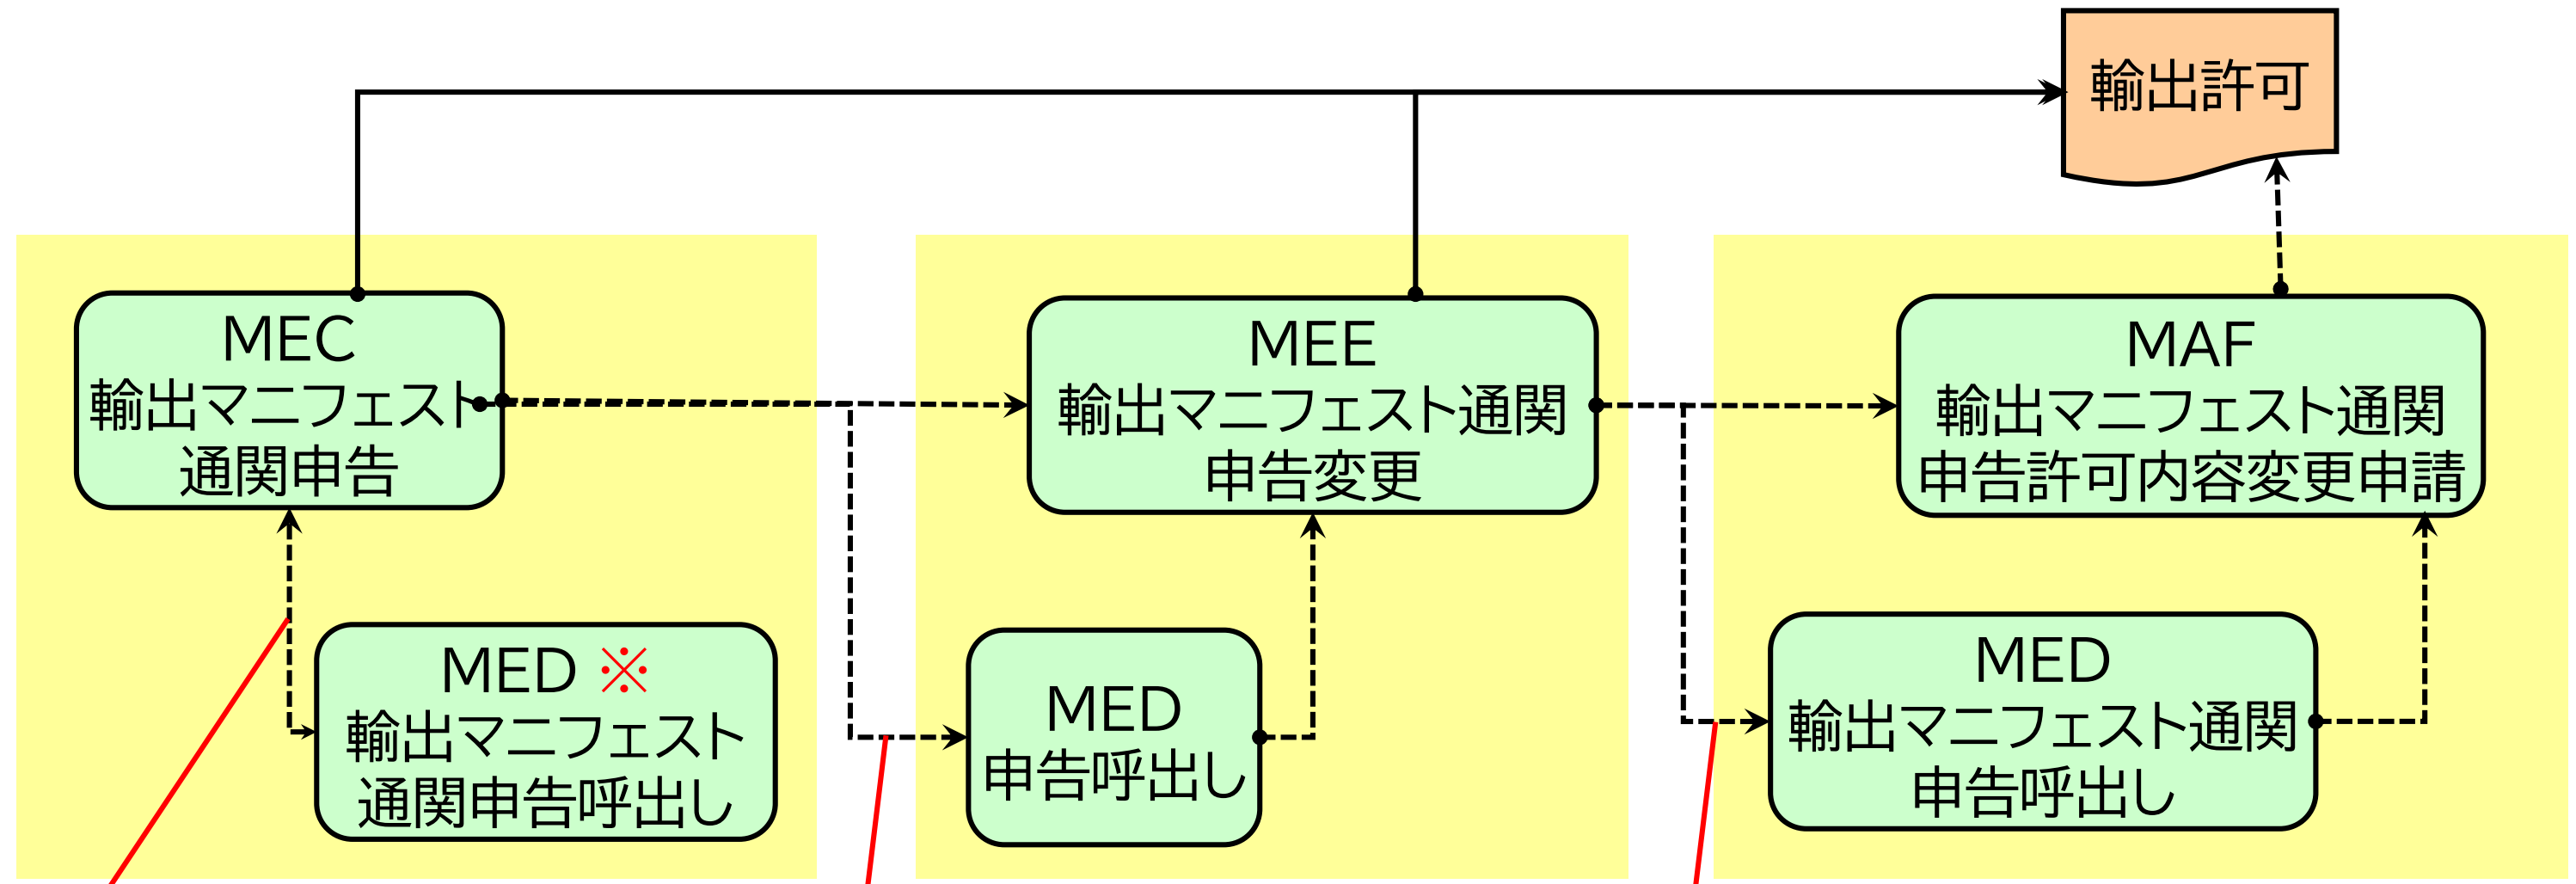 輸出許可
MEC
輸出マニフェスト
通関申告
MED ※
輸出マニフェスト
通関申告呼出し
MEE
輸出マニフェスト通関
申告変更
MED
申告呼出し
MAF
輸出マニフェスト通関
申告許可内容変更申請
MED
輸出マニフェスト通関
申告呼出し